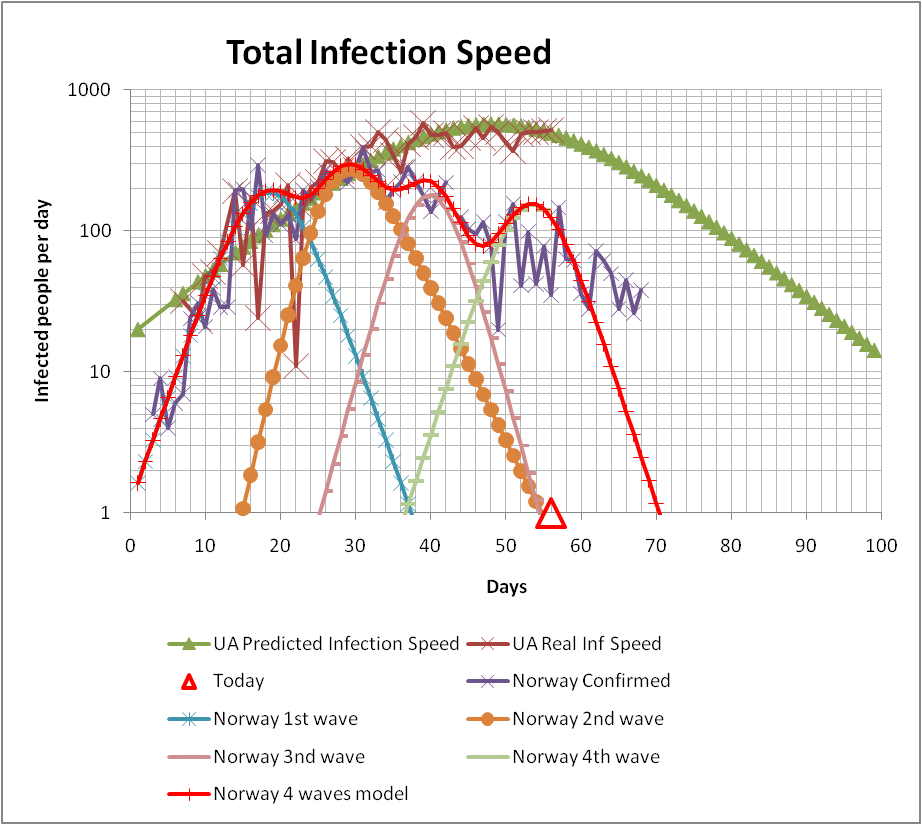 Total Infection Speed
1000
100
10
1
0 10 20 30 40 50 60 70 80 90 100
Infected people per day
Days
UA Predicted Infection Speed UA Real Inf Speed
Today Norway Confirmed
Norway 1st wave Norway 2nd wave
Norway 3nd wave Norway 4th wave
Norway 4 waves model